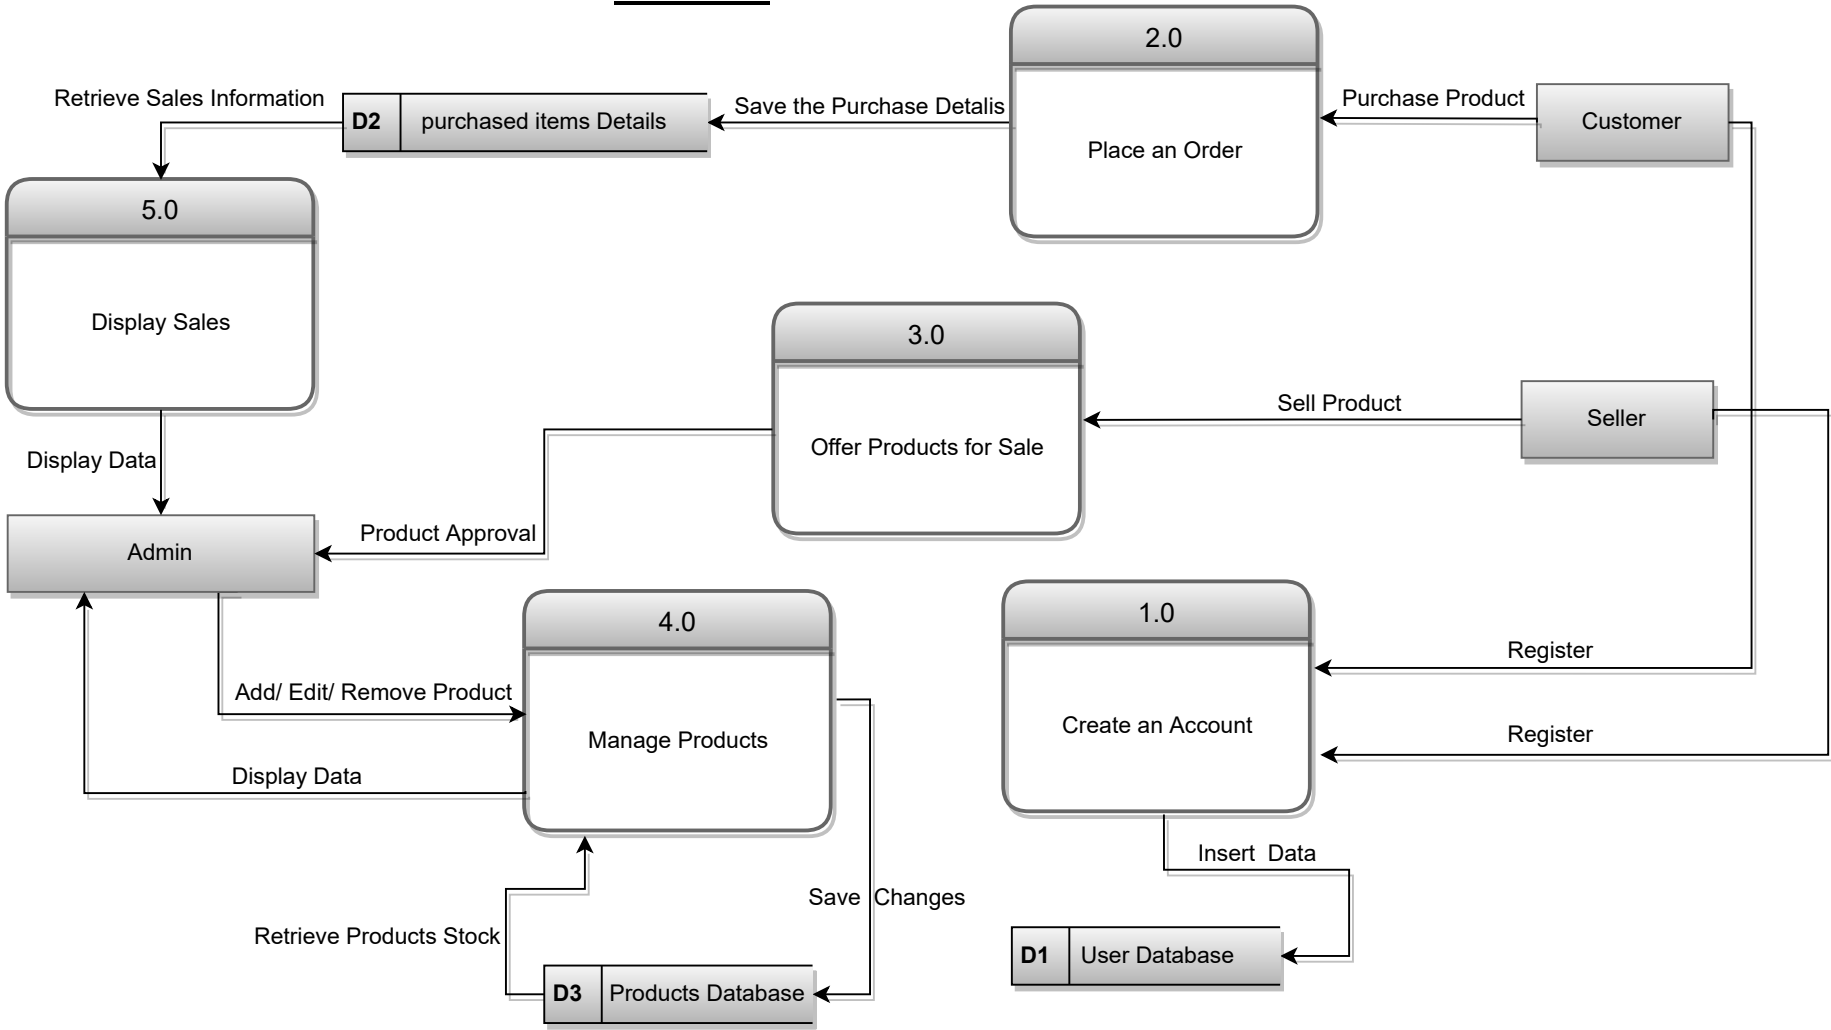 2.0
Retrieve Sales Information
D2 purchased items Details
Save the Purchase Detalis
Purchase Product
Customer
Place an Order
5.0
Display Sales
3.0
Sell Product
Seller
Offer Products for Sale
Display Data
Product Approval
Admin
4.0
1.0
Register
Add/ Edit/ Remove Product
Manage Products
Create an Account
Register
Display Data
Insert Data
Save Changes
Retrieve Products Stock
D1 User Database
D3 Products Database